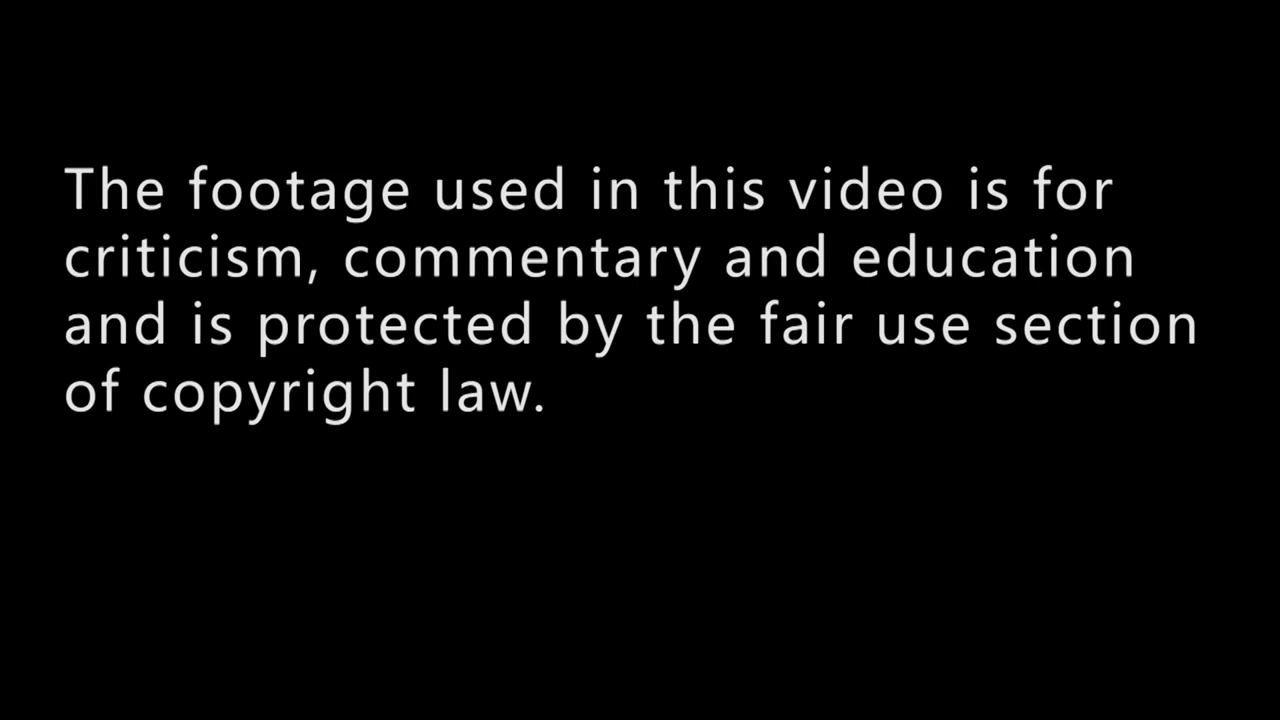 The footage used in this video is for
criticism, commentary and education
and is protected by the fair use section
of copyright law.